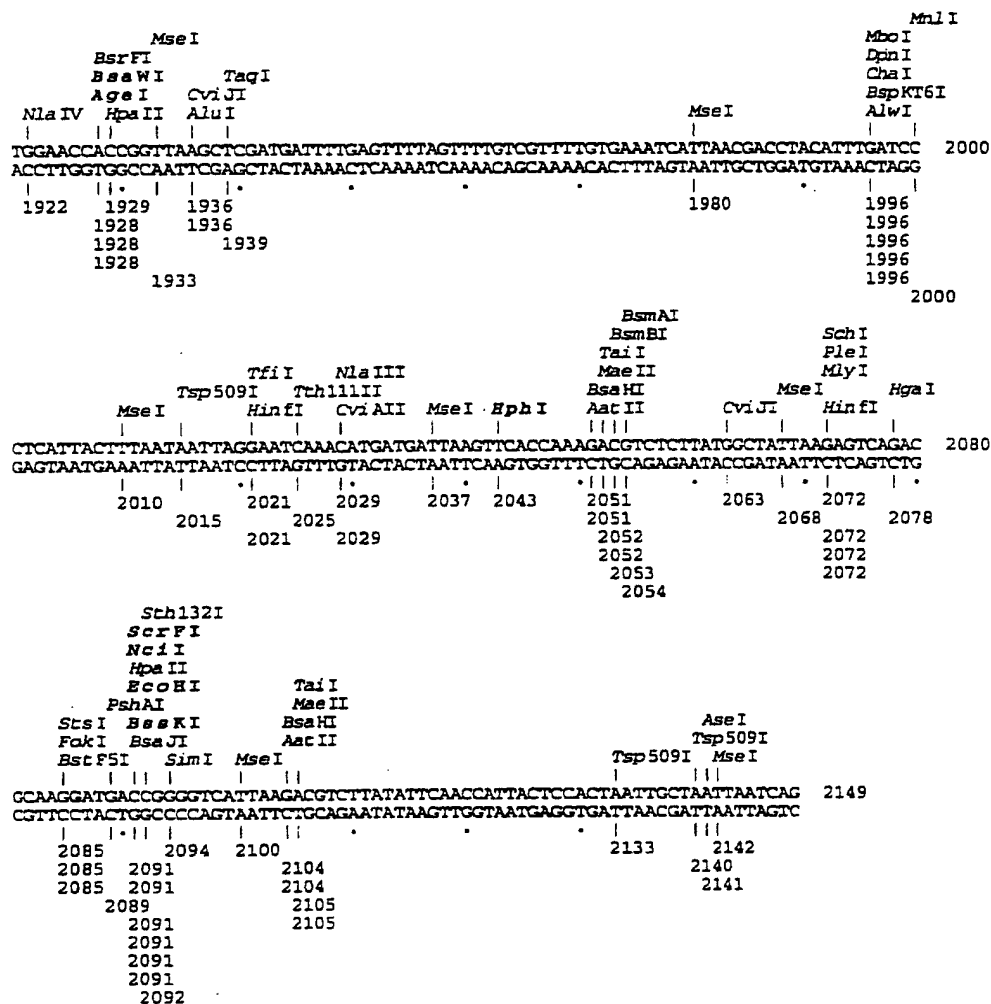 MnlI
MseI MboI
BsrFI DpnI
BsaWI TaqI ChaI
AgeI CviJI BspKT6I
NlaIV HpaII AluI MseI AlwI
TGGAACCACCGGTTAAGCTCGATGATTTTGAGTTTTAGTTTTGTCGTTTTGTGAAATCATTAACGACCTACATTTGATCC 2000
ACCTTGGTGGCCAATTCGAGCTACTAAAACTCAAAATCAAAACAGCAAAACACTTTAGTAATTGCTGGATGTAAACTAGG
1922 1929 1936 1980 1996
1928 1936 1996
1928 1939 1996
1928 1996
1933 1996
2000
BsmAI
BsmBI SchI
TaiI PleI
TfiI NlaIII MaeII MlyI
Tsp509I Tth111II BsaHI MseI HgaI
MseI HinfI CviAII MseI HphI AatII CviJI HinfI
CTCATTACTTTAATAATTAGGAATCAAACATGATGATTAAGTTCACCAAAGACGTCTCTTATGGCTATTAAGAGTCAGAC 2080
GAGTAATGAAATTATTAATCCTTAGTTTGTACTACTAATTCAAGTGGTTTCTGCAGAGAATACCGATAATTCTCAGTCTG
2010 2021 2029 2037 2043 2051 2063 2072 2078
2015 2025 2051 2068
2021 2029 2052 2072
2052 2072
2053 2072
2054
Sth132I
ScrFI
NciI
HpaII
EcoHI TaiI
PshAI MaeII
StsI BssKI BsaHI AseI
FokI BsaJI AatII Tsp509I
BstF5I SimI MseI Tsp509I MseI
GCAAGGATGACCGGGGTCATTAAGACGTCTTATATTCAACCATTACTCCACTAATTGCTAATTAATCAG 2149
CGTTCCTACTGGCCCCAGTAATTCTGCAGAATATAAGTTGGTAATGAGGTGATTAACGATTAATTAGTC
2085 2094 2100 2133 2142
2085 2091 2104 2140
2085 2091 2104 2141
2089 2105
2091 2105
2091
2091
2091
2092